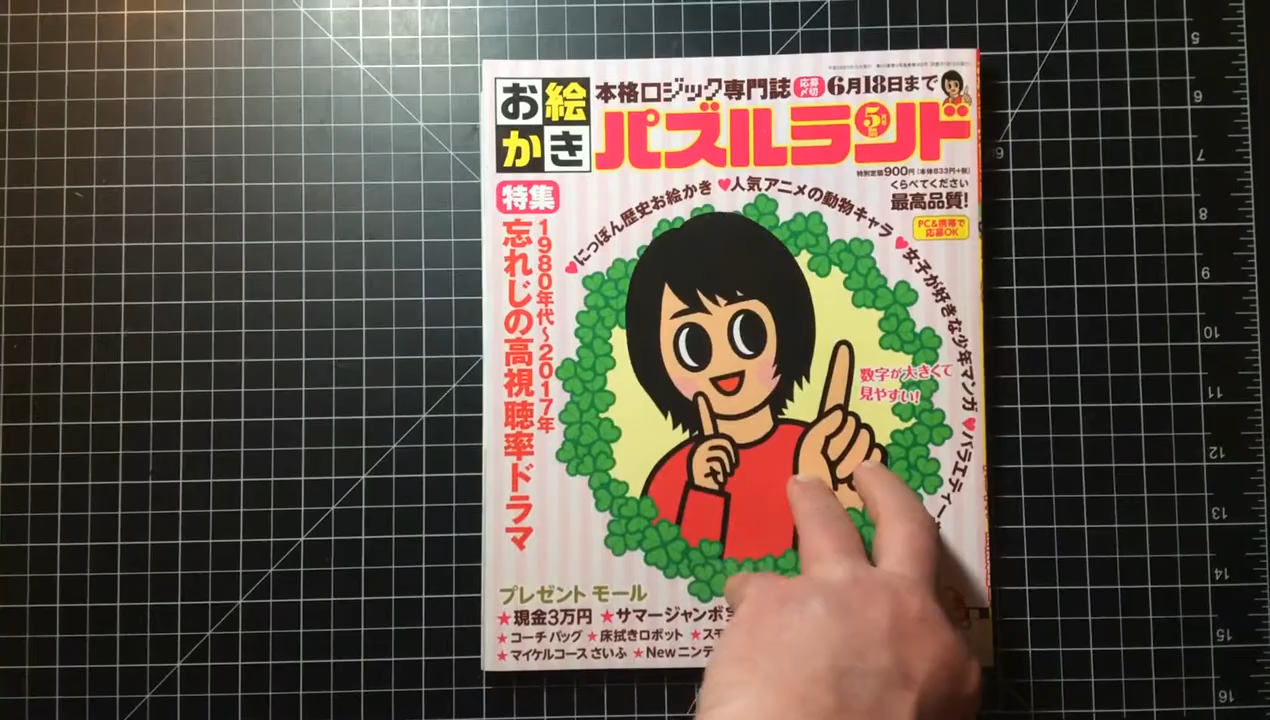 お絵かき
本格ロジック専門誌
応募〆切
6月18日まで
パズルランド
5月号
特別定価900円(本体833円+税)
くらべてください
最高品質!
PC&携帯で
応募OK
特集
1980年代〜2017年
忘れじの高視聴率ドラマ
♥にっぽん歴史お絵かき ♥人気アニメの動物キャラ ♥女子が好きな少年マンガ ♥バラエティー
数字が大きくて
見やすい!
プレゼント モール
★現金3万円 ★サマージャンボ
★コーチ バッグ ★床拭きロボット ★
★マイケルコース さいふ ★Newニンテ
5
6
7
8
9
10
11
12
13
14
15
16